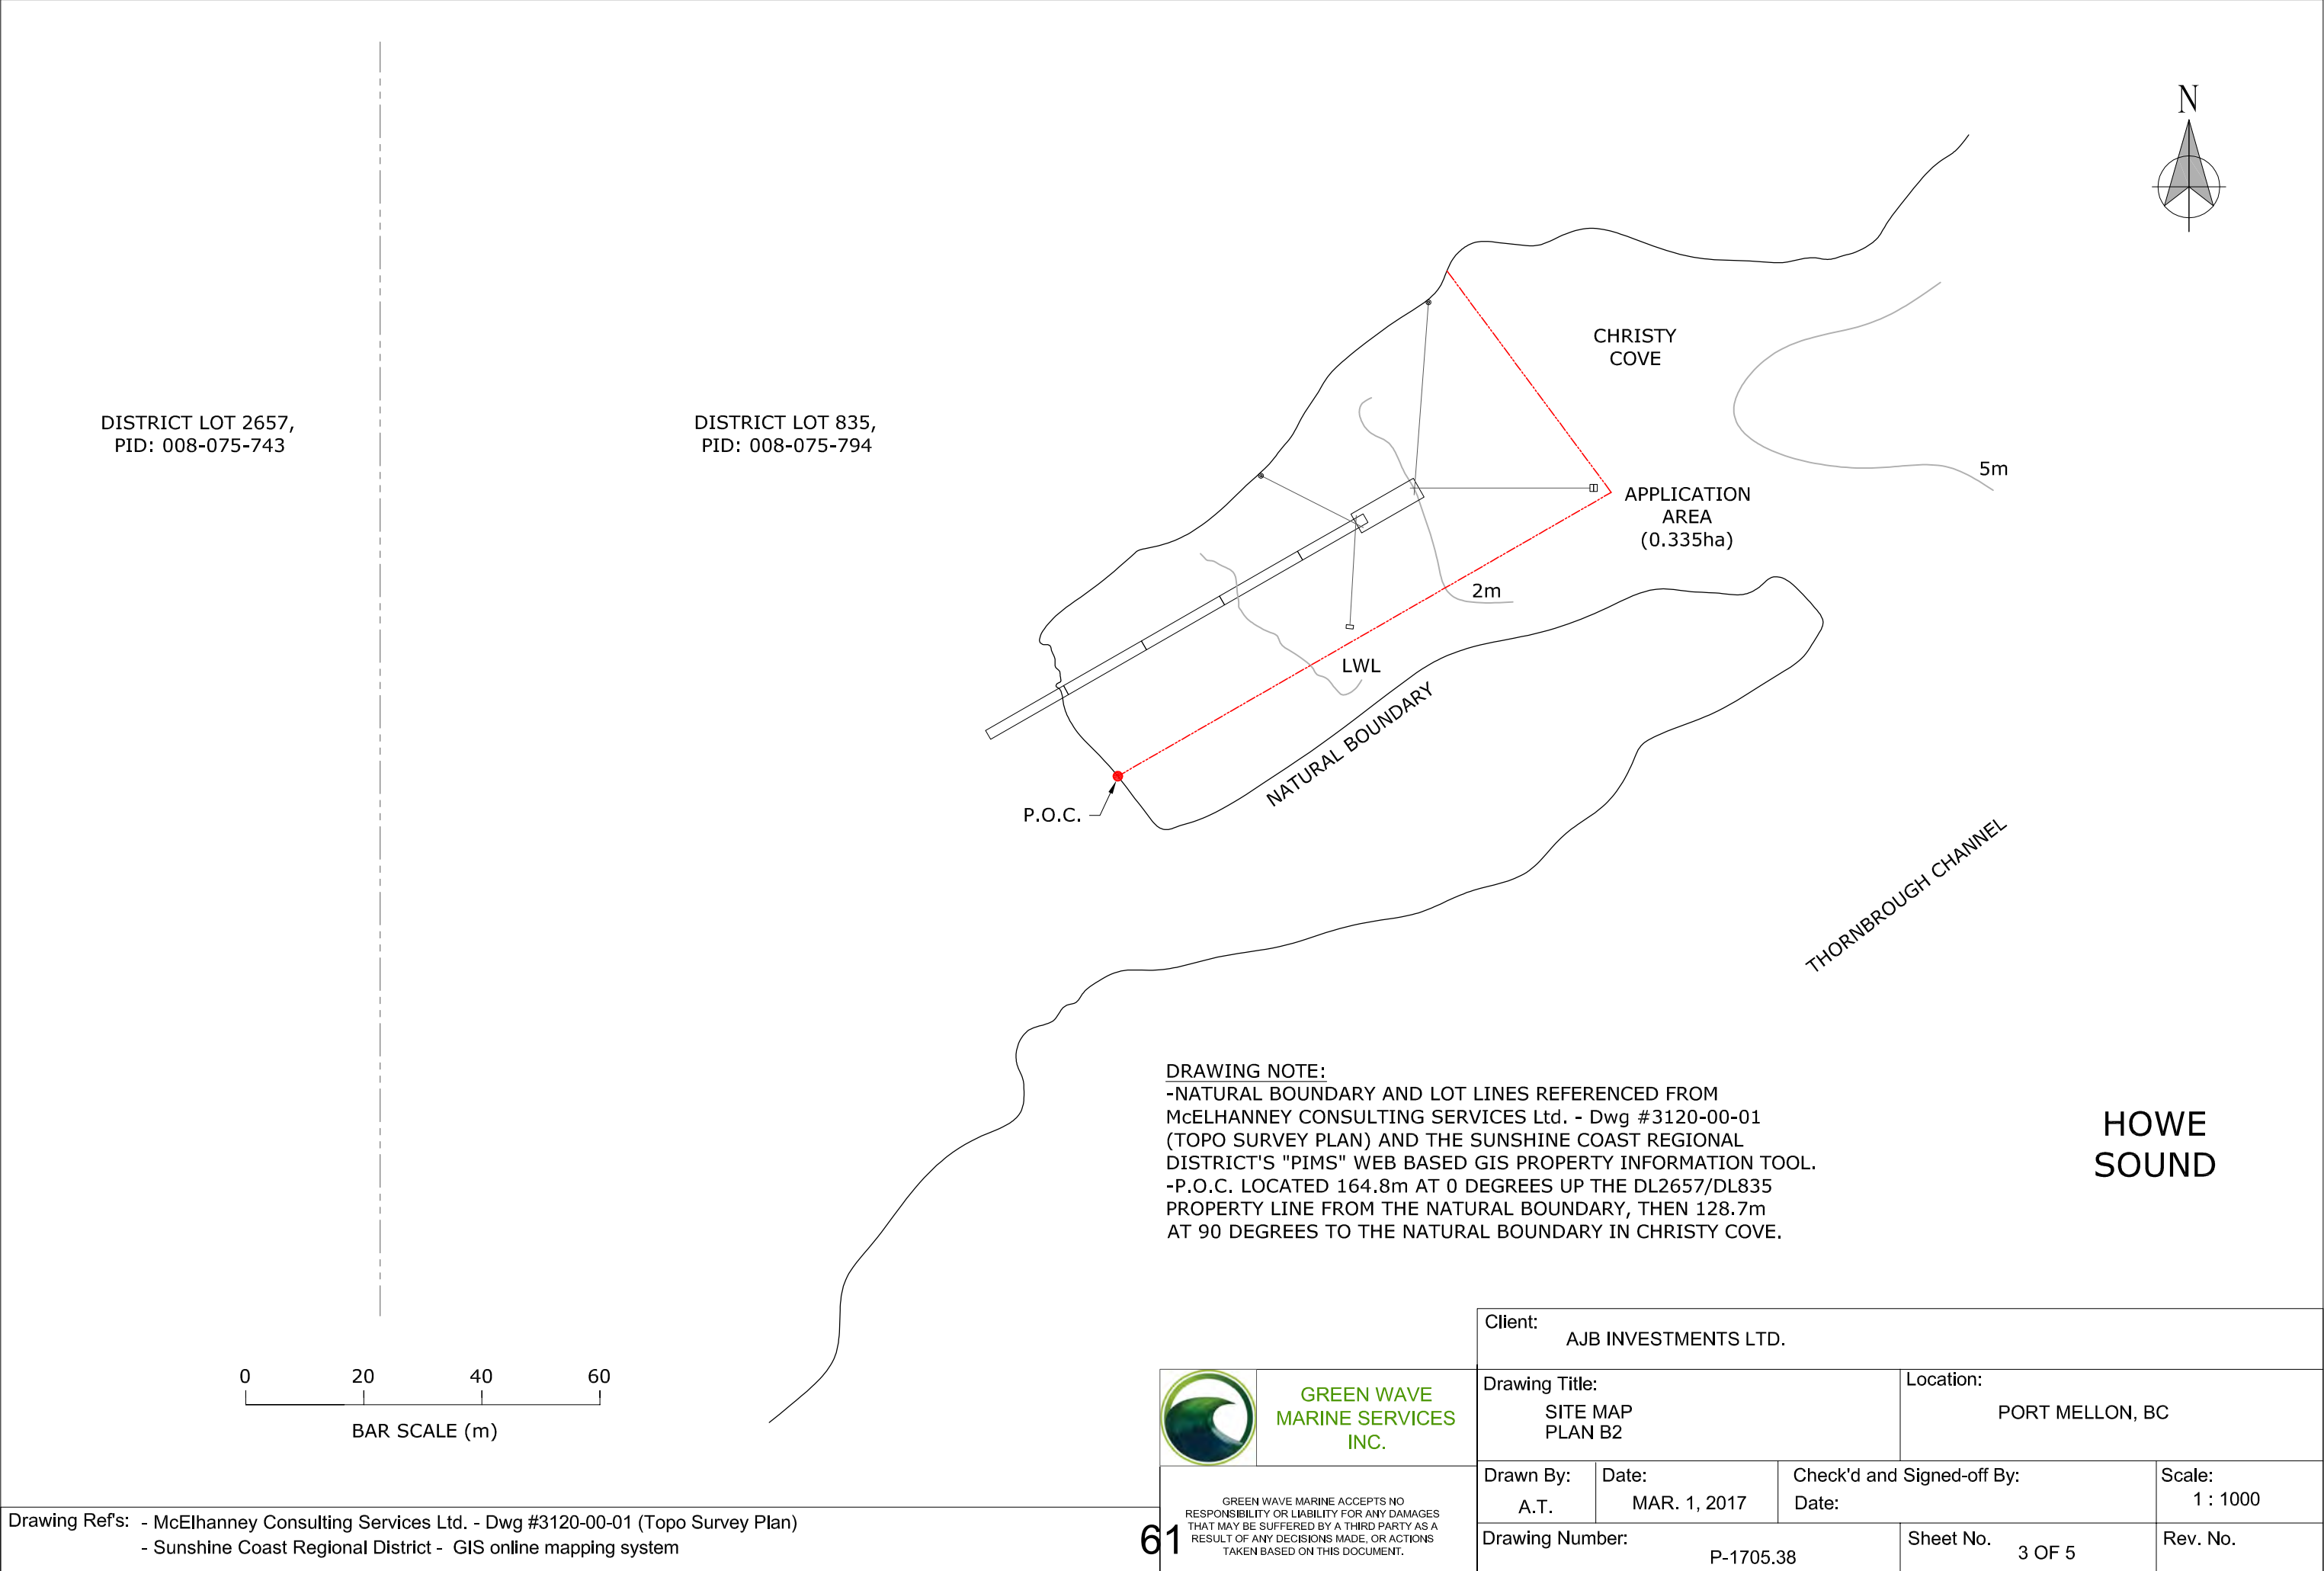 N
CHRISTY
COVE
DISTRICT LOT 2657,
PID: 008-075-743
DISTRICT LOT 835,
PID: 008-075-794
5m
APPLICATION
AREA
(0.335ha)
2m
LWL
NATURAL BOUNDARY
P.O.C.
THORNBROUGH CHANNEL
DRAWING NOTE:
-NATURAL BOUNDARY AND LOT LINES REFERENCED FROM
McELHANNEY CONSULTING SERVICES Ltd. - Dwg #3120-00-01
(TOPO SURVEY PLAN) AND THE SUNSHINE COAST REGIONAL
DISTRICT'S "PIMS" WEB BASED GIS PROPERTY INFORMATION TOOL.
-P.O.C. LOCATED 164.8m AT 0 DEGREES UP THE DL2657/DL835
PROPERTY LINE FROM THE NATURAL BOUNDARY, THEN 128.7m
AT 90 DEGREES TO THE NATURAL BOUNDARY IN CHRISTY COVE.
HOWE
SOUND
0 20 40 60
BAR SCALE (m)
Client:
AJB INVESTMENTS LTD.
GREEN WAVE
MARINE SERVICES
INC.
Drawing Title:
SITE MAP
PLAN B2
Location:
PORT MELLON, BC
Drawn By:
A.T.
Date:
MAR. 1, 2017
Check'd and Signed-off By:
Date:
Scale:
1 : 1000
GREEN WAVE MARINE ACCEPTS NO
RESPONSIBILITY OR LIABILITY FOR ANY DAMAGES
THAT MAY BE SUFFERED BY A THIRD PARTY AS A
RESULT OF ANY DECISIONS MADE, OR ACTIONS
TAKEN BASED ON THIS DOCUMENT.
Drawing Number:
P-1705.38
Sheet No.
3 OF 5
Rev. No.
Drawing Ref's: - McElhanney Consulting Services Ltd. - Dwg #3120-00-01 (Topo Survey Plan)
- Sunshine Coast Regional District - GIS online mapping system
61